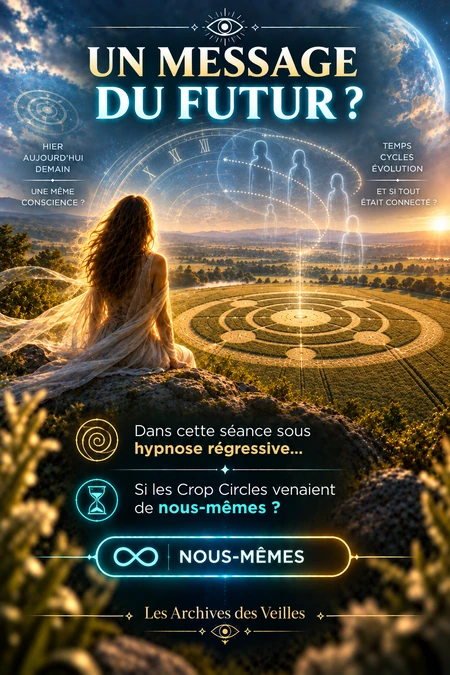 UN MESSAGE
DU FUTUR ?
HIER
AUJOURD'HUI
DEMAIN
UNE MÊME
CONSCIENCE ?
TEMPS
CYCLES
ÉVOLUTION
ET SI TOUT
ÉTAIT CONNECTÉ ?
Dans cette séance sous
hypnose régressive...
Si les Crop Circles venaient
de nous-mêmes ?
NOUS-MÊMES
Les Archives des Veilles